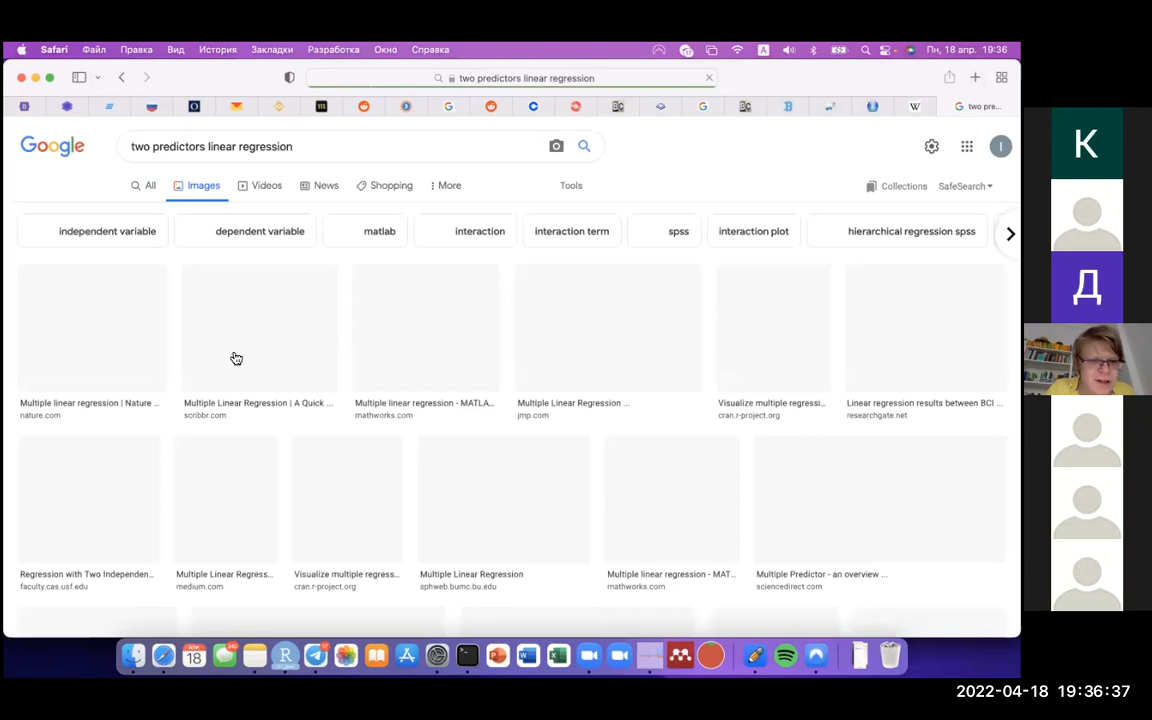 Safari Файл Правка Вид История Закладки Разработка Окно Справка A Пн, 18 апр. 19:36
two predictors linear regression
G two pre...
Google two predictors linear regression I
All Images Videos News Shopping More Tools Collections SafeSearch
independent variable dependent variable matlab interaction interaction term spss interaction plot hierarchical regression spss
Multiple linear regression | Nature ... Multiple Linear Regression | A Quick ... Multiple linear regression - MATLA... Multiple Linear Regression ... Visualize multiple regressi... Linear regression results between BCI ...
nature.com scribbr.com mathworks.com jmp.com cran.r-project.org researchgate.net
Regression with Two Independen... Multiple Linear Regress... Visualize multiple regress... Multiple Linear Regression Multiple linear regression - MAT... Multiple Predictor - an overview ...
faculty.cas.usf.edu medium.com cran.r-project.org sphweb.bumc.bu.edu mathworks.com sciencedirect.com
К
Д
2022-04-18 19:36:37